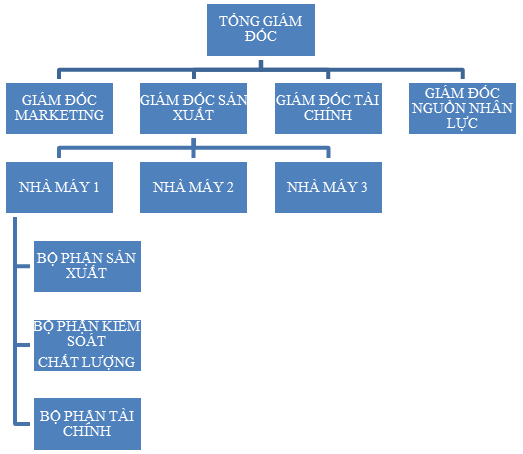 TỔNG GIÁM
ĐỐC
GIÁM ĐỐC
MARKETING
GIÁM ĐỐC SẢN
XUẤT
GIÁM ĐỐC TÀI
CHÍNH
GIÁM ĐỐC
NGUỒN NHÂN
LỰC
NHÀ MÁY 1
NHÀ MÁY 2
NHÀ MÁY 3
BỘ PHẬN SẢN
XUẤT
BỘ PHẬN KIỂM
SOÁT
CHẤT LƯỢNG
BỘ PHẬN TÀI
CHÍNH